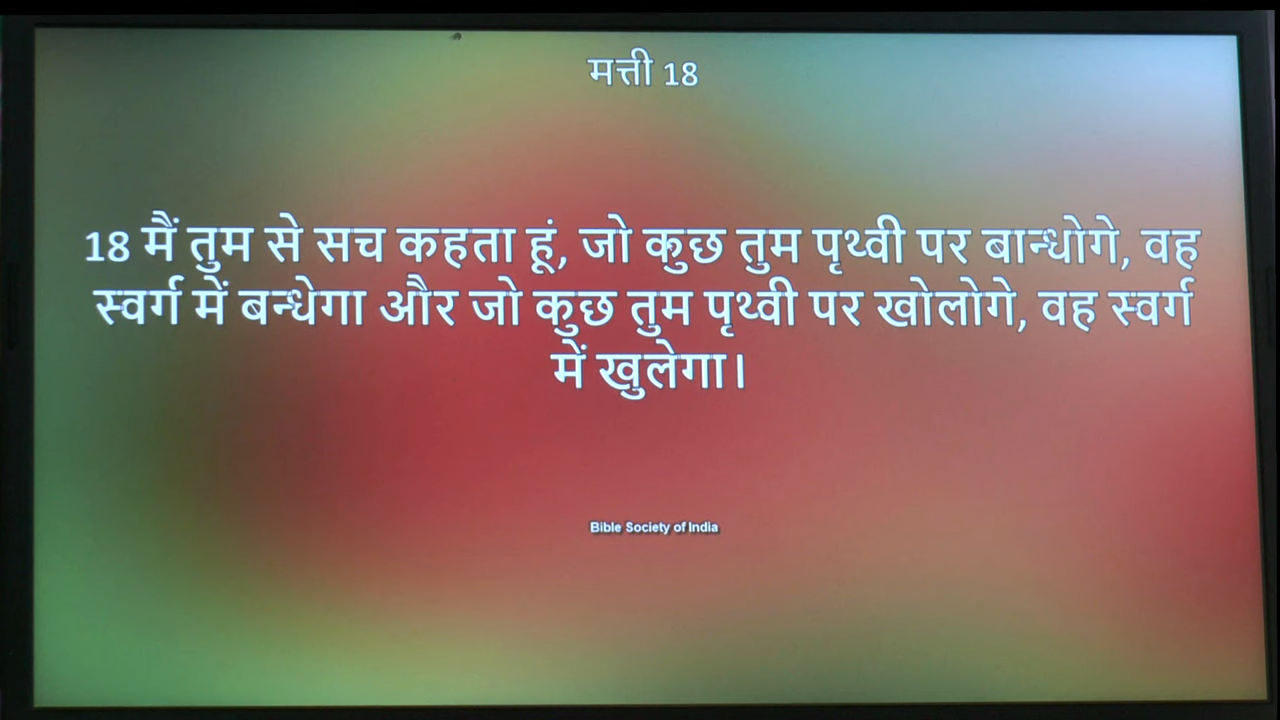 मत्ती 18
18 मैं तुम से सच कहता हूं, जो कुछ तुम पृथ्वी पर बान्धोगे, वह
स्वर्ग में बन्धेगा और जो कुछ तुम पृथ्वी पर खोलोगे, वह स्वर्ग
में खुलेगा।
Bible Society of India